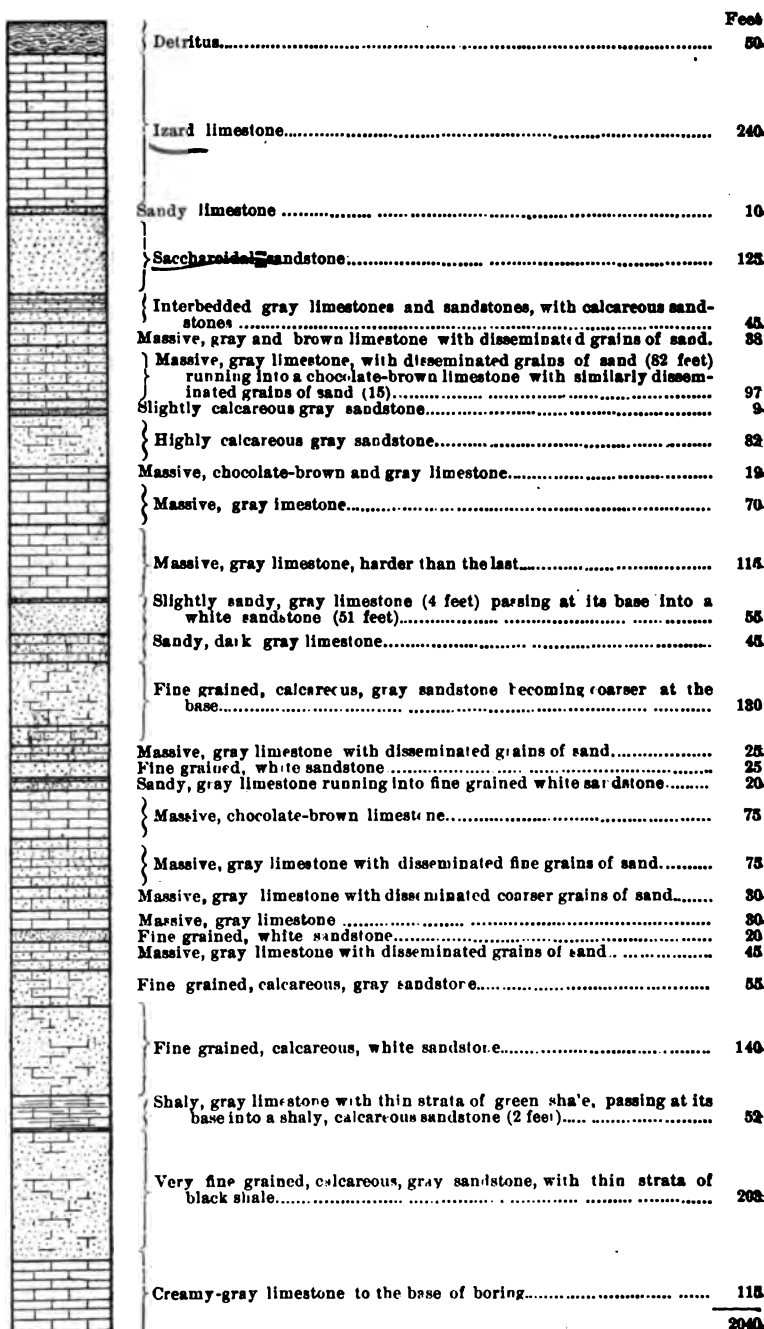 Feet
Detritus 50
Izard limestone 240
Sandy limestone 10
Saccharoidal sandstone 125
Interbedded gray limestones and sandstones, with calcareous sand-
stones 45
Massive, gray and brown limestone with disseminated grains of sand. 38
Massive, gray limestone, with disseminated grains of sand (82 feet)
running into a chocolate-brown limestone with similarly dissem-
inated grains of sand (15) 97
Slightly calcareous gray sandstone 9
Highly calcareous gray sandstone 82
Massive, chocolate-brown and gray limestone 19
Massive, gray imestone 70
Massive, gray limestone, harder than the last 115
Slightly sandy, gray limestone (4 feet) passing at its base into a
white sandstone (51 feet) 55
Sandy, dark gray limestone 45
Fine grained, calcareous, gray sandstone becoming coarser at the
base 130
Massive, gray limestone with disseminated grains of sand 25
Fine grained, white sandstone 25
Sandy, gray limestone running into fine grained white sandstone 20
Massive, chocolate-brown limestone 75
Massive, gray limestone with disseminated fine grains of sand 75
Massive, gray limestone with disseminated coarser grains of sand 30
Massive, gray limestone 30
Fine grained, white sandstone 20
Massive, gray limestone with disseminated grains of sand 45
Fine grained, calcareous, gray sandstone 55
Fine grained, calcareous, white sandstone 140
Shaly, gray limestone with thin strata of green shale, passing at its
base into a shaly, calcareous sandstone (2 feet) 52
Very fine grained, calcareous, gray sandstone, with thin strata of
black shale 203
Creamy-gray limestone to the base of boring 115
2040